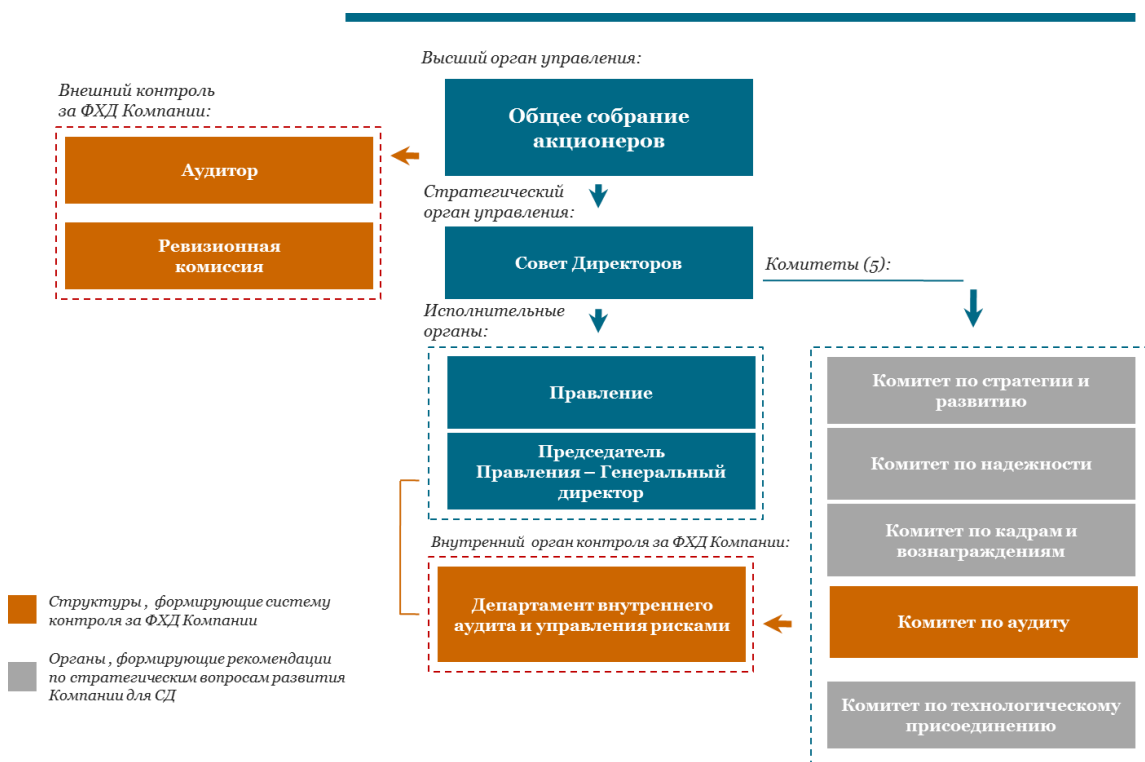 Высший орган управления:
Общее собрание
акционеров
Внешний контроль
за ФХД Компании:
Аудитор
Ревизионная
комиссия
Стратегический
орган управления:
Совет Директоров
Комитеты (5):
Исполнительные
органы:
Правление
Председатель
Правления – Генеральный
директор
Внутренний орган контроля за ФХД Компании:
Департамент внутреннего
аудита и управления рисками
Комитет по стратегии и
развитию
Комитет по надежности
Комитет по кадрам и
вознаграждениям
Комитет по аудиту
Комитет по технологическому
присоединению
Структуры , формирующие систему
контроля за ФХД Компании
Органы , формирующие рекомендации
по стратегическим вопросам развития
Компании для СД